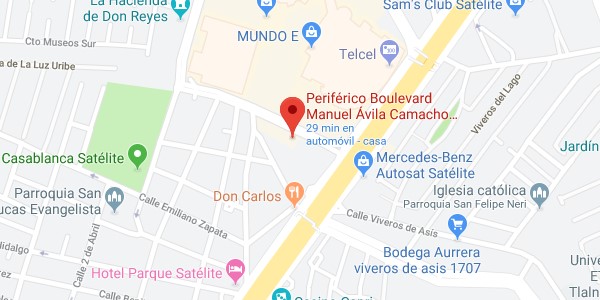 La Hacienda
de Don Reyes
Sam's Club Satélite
Cto Museos Sur
MUNDO E
Telcel
a de La Luz Uribe
Periférico Boulevard
Manuel Ávila Camacho...
29 min en
automóvil - casa
Viveros del Lago
Jardín
Casablanca Satélite
Mercedes-Benz
Autosat Satélite
Parroquia San
ucas Evangelista
Don Carlos
Iglesia católica
Parroquia San Felipe Neri
Calle Emiliano Zapata
Calle Viveros de Asis
Hidalgo
Calle 2 de Abril
Bodega Aurrera
viveros de asis 1707
Hotel Parque Satélite
Univer
E
Tlaln